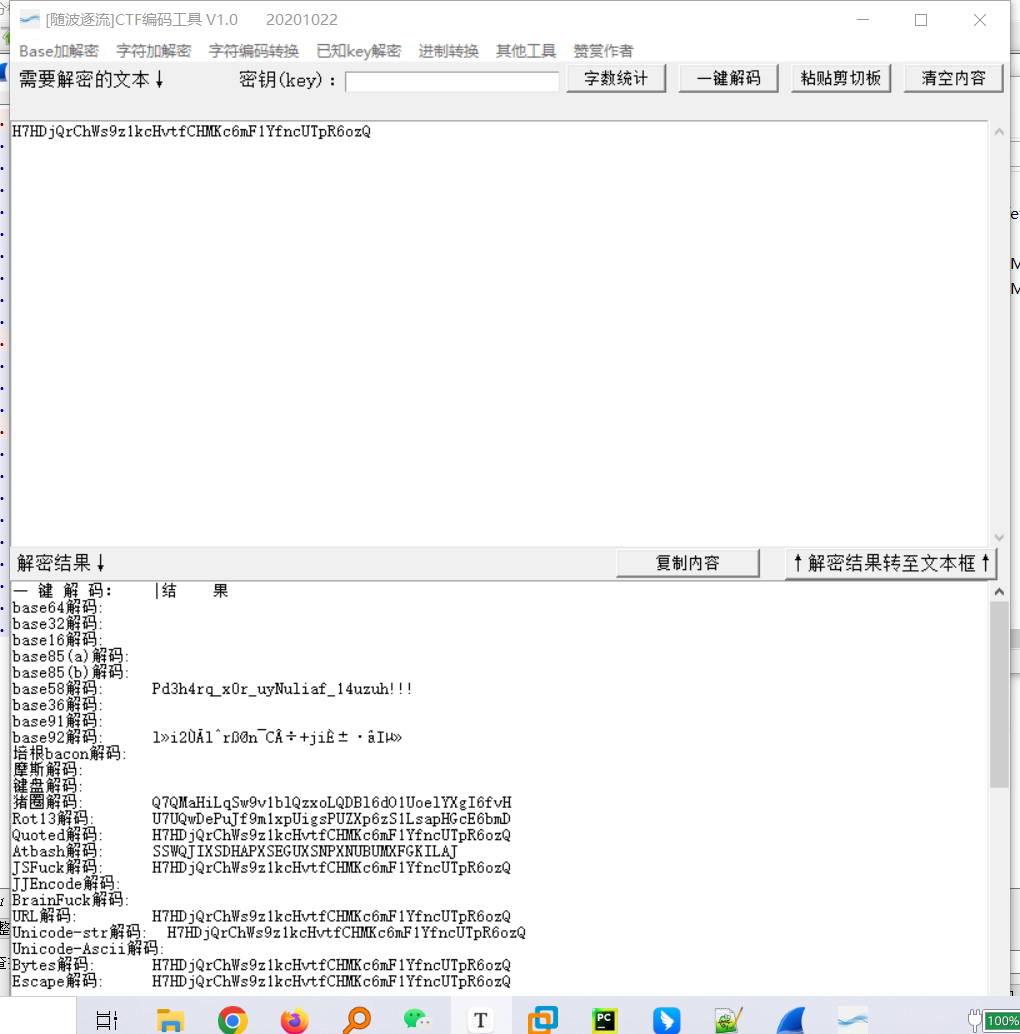 [随波逐流]CTF编码工具 V1.0 20201022
Base加解密 字符加解密 字符编码转换 已知key解密 进制转换 其他工具 赞赏作者
需要解密的文本↓ 密钥(key)： 字数统计 一键解码 粘贴剪切板 清空内容
H7HDjQrChWs9z1kcHvtfCHMKc6mF1YfncUTpR6ozQ
解密结果↓ 复制内容 ↑解密结果转至文本框↑
一 键 解 码： |结 果
base64解码:
base32解码:
base16解码:
base85(a)解码:
base85(b)解码:
base58解码: Pd3h4rq_x0r_uyNuliaf_14uzuh!!!
base36解码:
base91解码:
base92解码: l»i2ÙÃlˆrßØn¯CÂ÷+jiÈ±·åIµ»
培根bacon解码:
摩斯解码:
键盘解码:
猪圈解码: Q7QMaHiLqSw9v1blQzxoLQDBl6dO1UoelYXgI6fvH
Rot13解码: U7UQwDePuJf9m1xpUigsPUZXp6zS1LsapHGcE6bmD
Quoted解码: H7HDjQrChWs9z1kcHvtfCHMKc6mF1YfncUTpR6ozQ
Atbash解码: SSWQJIXSDHAPXSEGUXSNPXNUBUMXFGKILAJ
JSFuck解码: H7HDjQrChWs9z1kcHvtfCHMKc6mF1YfncUTpR6ozQ
JJEncode解码:
BrainFuck解码:
URL解码: H7HDjQrChWs9z1kcHvtfCHMKc6mF1YfncUTpR6ozQ
Unicode-str解码: H7HDjQrChWs9z1kcHvtfCHMKc6mF1YfncUTpR6ozQ
Unicode-Ascii解码:
Bytes解码: H7HDjQrChWs9z1kcHvtfCHMKc6mF1YfncUTpR6ozQ
Escape解码: H7HDjQrChWs9z1kcHvtfCHMKc6mF1YfncUTpR6ozQ
T
PC
100%